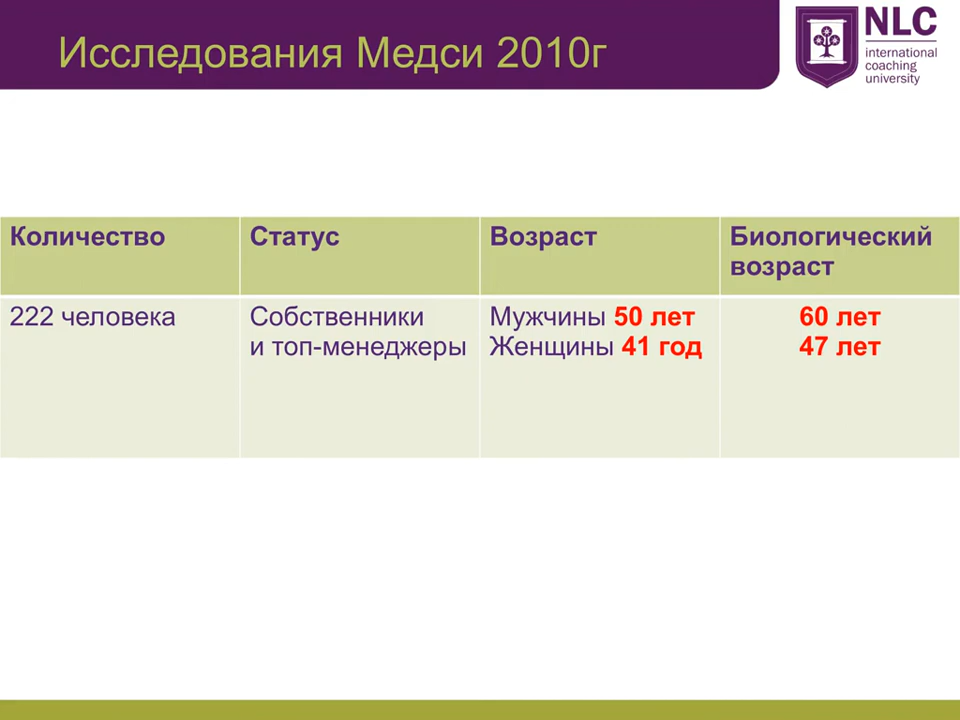 Исследования Медси 2010г
NLC
international
coaching
university
Количество
Статус
Возраст
Биологический
возраст
222 человека
Собственники
и топ-менеджеры
Мужчины 50 лет
Женщины 41 год
60 лет
47 лет